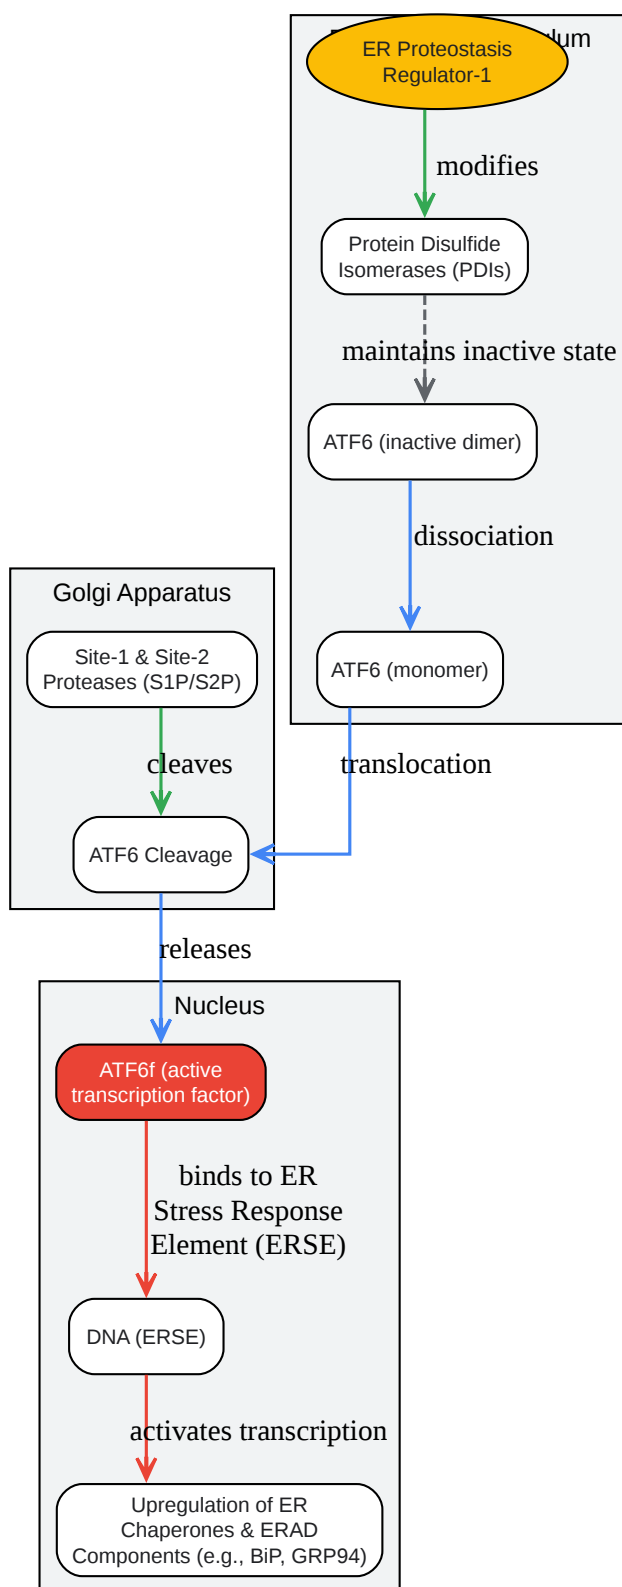 ER Proteostasis
Regulator-1
modifies
Protein Disulfide
Isomerases (PDIs)
maintains inactive state
ATF6 (inactive dimer)
dissociation
Golgi Apparatus
Site-1 & Site-2
Proteases (S1P/S2P)
ATF6 (monomer)
cleaves
translocation
ATF6 Cleavage
releases
Nucleus
ATF6f (active
transcription factor)
binds to ER
Stress Response
Element (ERSE)
DNA (ERSE)
activates transcription
Upregulation of ER
Chaperones & ERAD
Components (e.g., BiP, GRP94)